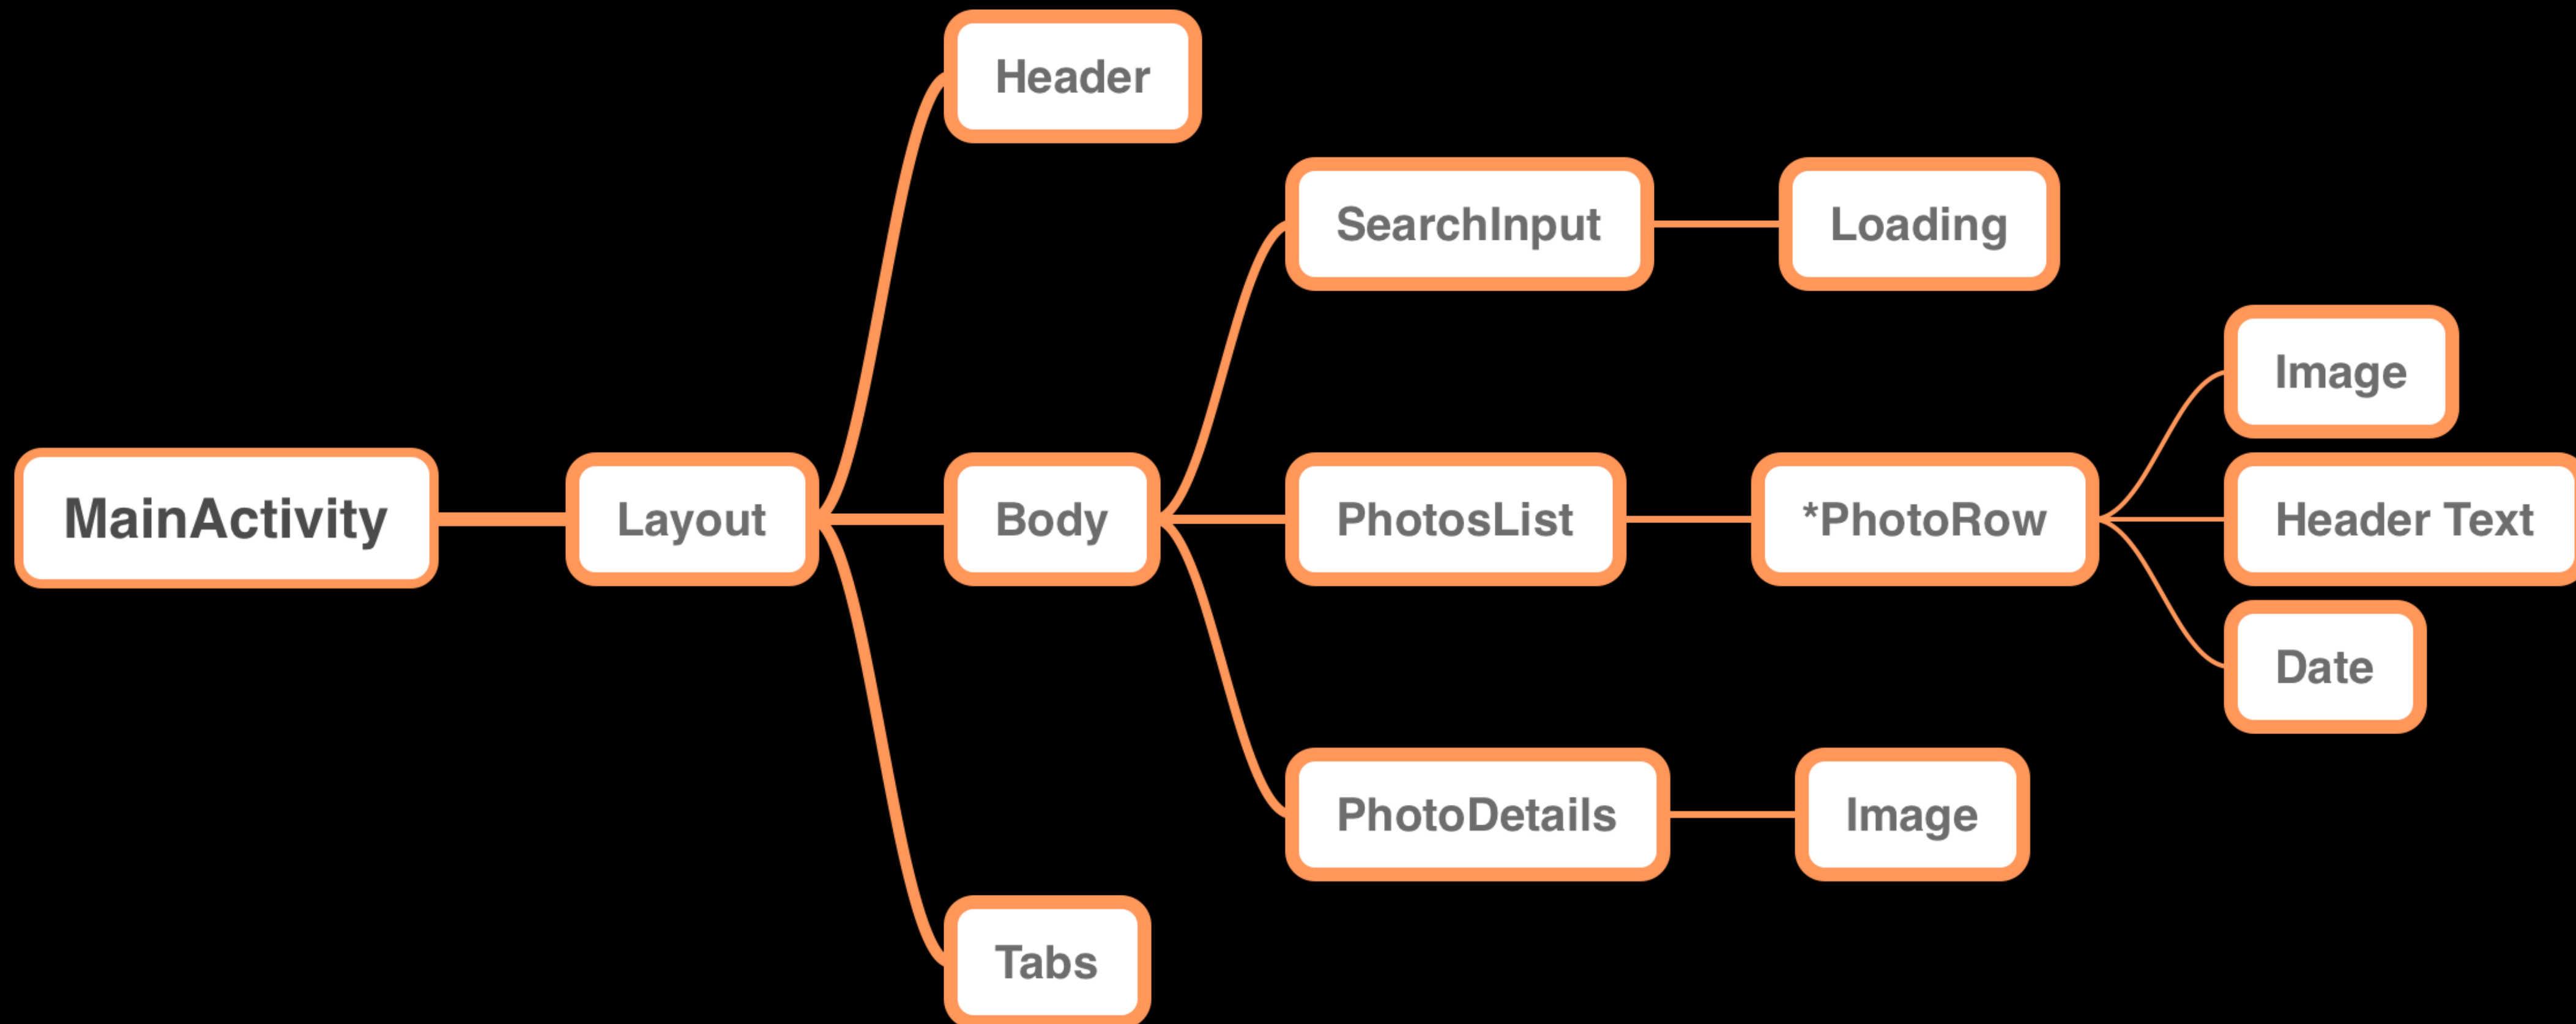 Header
SearchInput
Loading
Image
MainActivity
Layout
Body
PhotosList
*PhotoRow
Header Text
Date
PhotoDetails
Image
Tabs